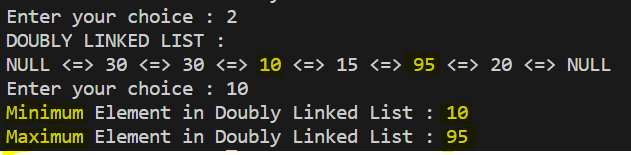 Enter your choice : 2
DOUBLY LINKED LIST :
NULL <=> 30 <=> 30 <=> 10 <=> 15 <=> 95 <=> 20 <=> NULL
Enter your choice : 10
Minimum Element in Doubly Linked List : 10
Maximum Element in Doubly Linked List : 95